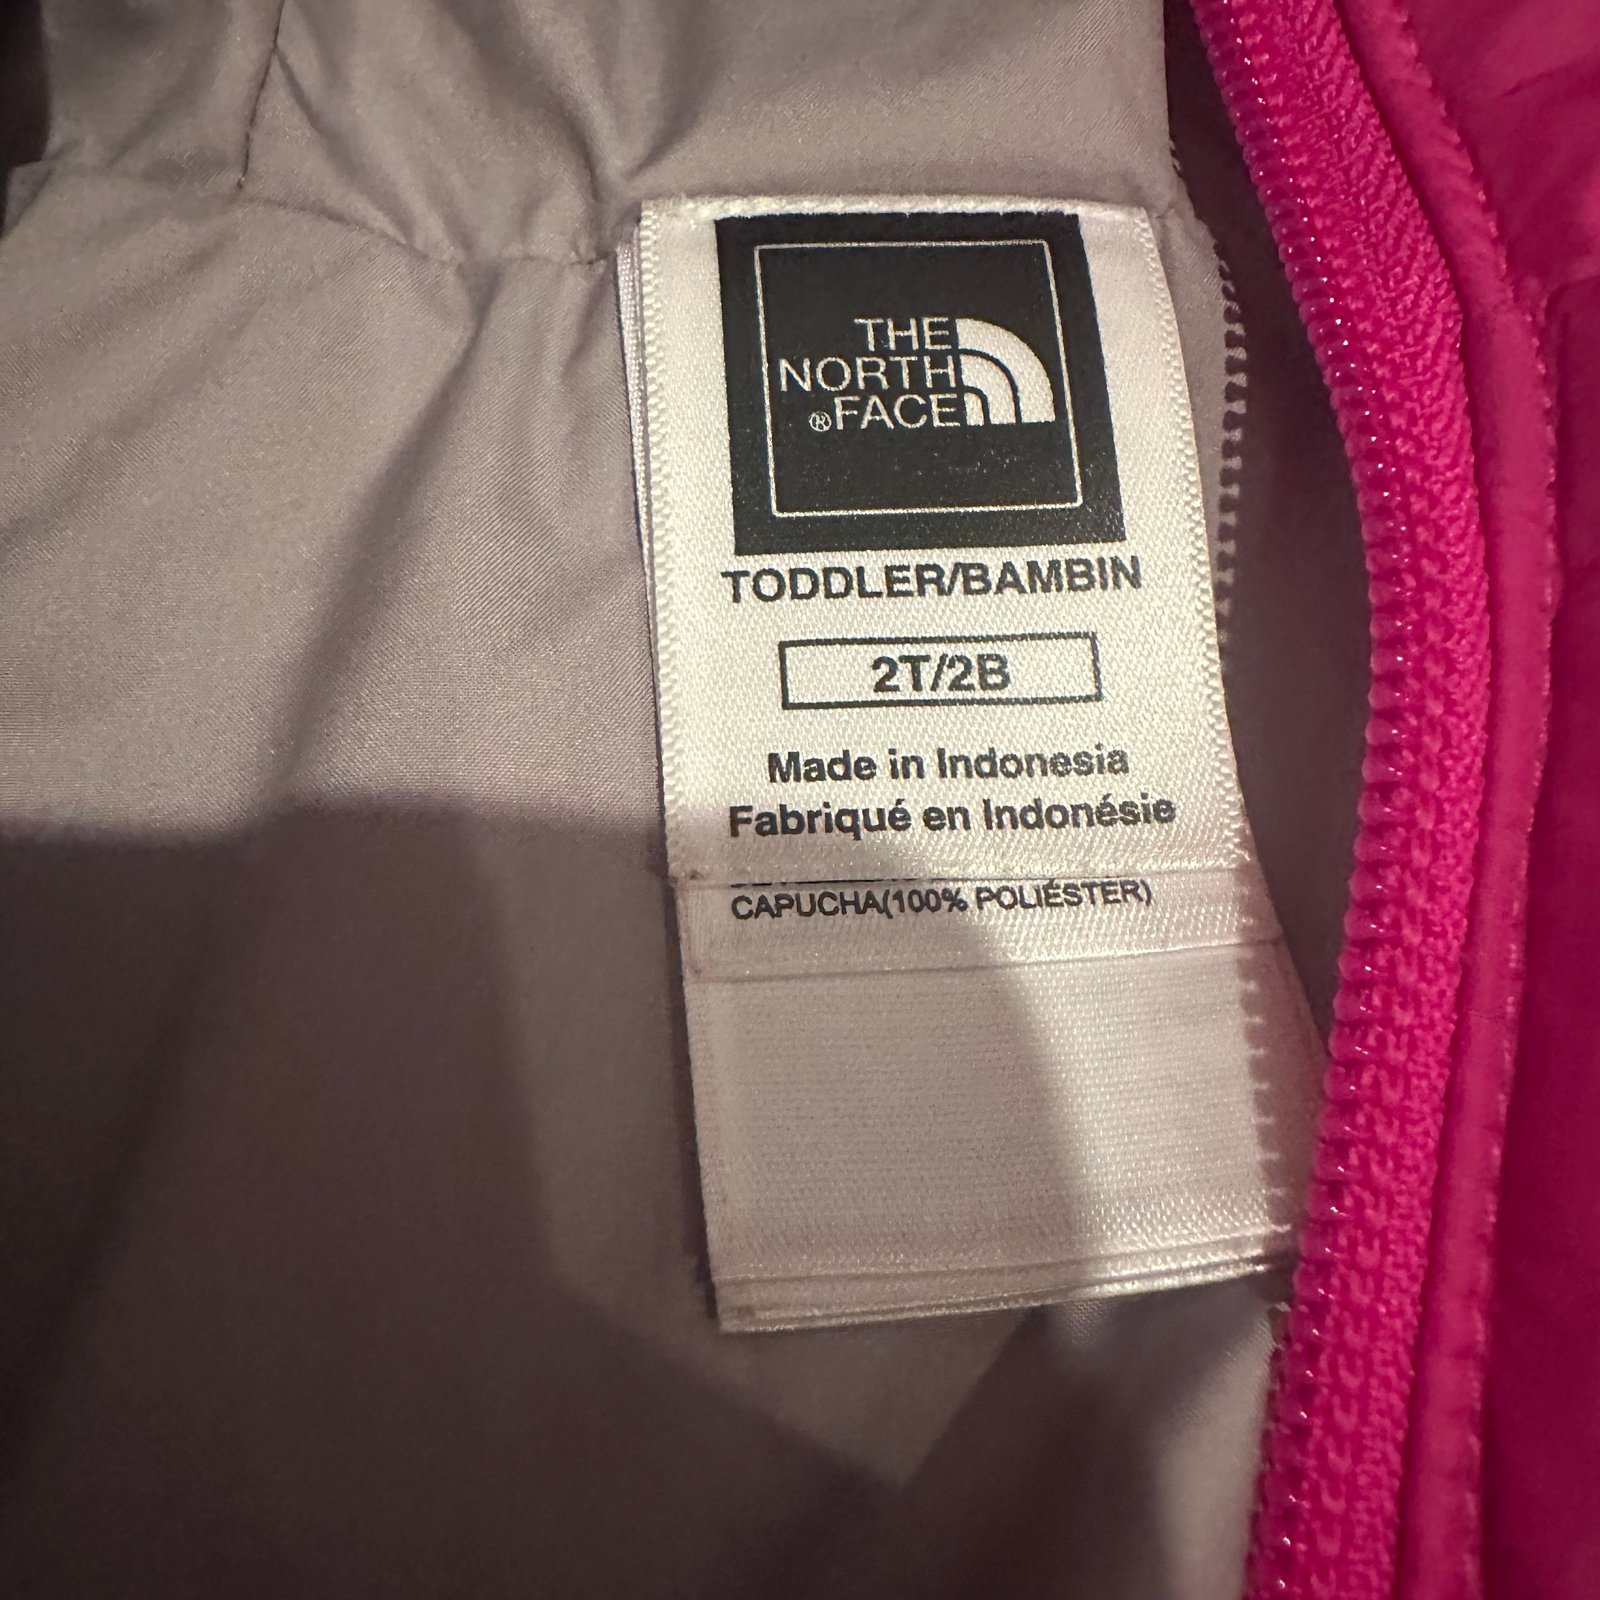 THE
NORTH
®FACE
TODDLER/BAMBIN
2T/2B
Made in Indonesia
Fabriqué en Indonésie
CAPUCHA(100% POLIÉSTER)